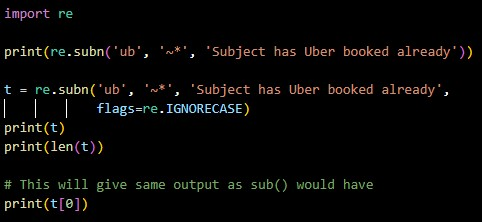 import re
print(re.subn('ub', '~*', 'Subject has Uber booked already'))
t = re.subn('ub', '~*', 'Subject has Uber booked already',
flags=re.IGNORECASE)
print(t)
print(len(t))
# This will give same output as sub() would have
print(t[0])